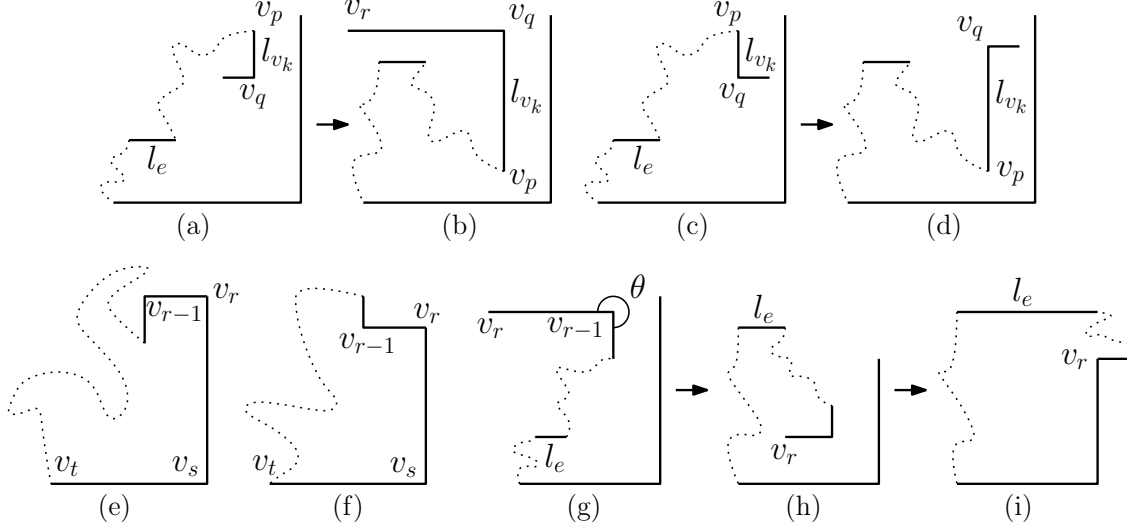 v_p v_r v_q v_p v_q
l_{v_k} l_{v_k} l_{v_k} l_{v_k}
v_q v_q
l_e v_p l_e v_p
(a) (b) (c) (d)
v_r v_r θ l_e l_e
v_{r-1} v_{r-1} v_r v_{r-1} v_r
v_t v_s v_t v_s l_e v_r
(e) (f) (g) (h) (i)